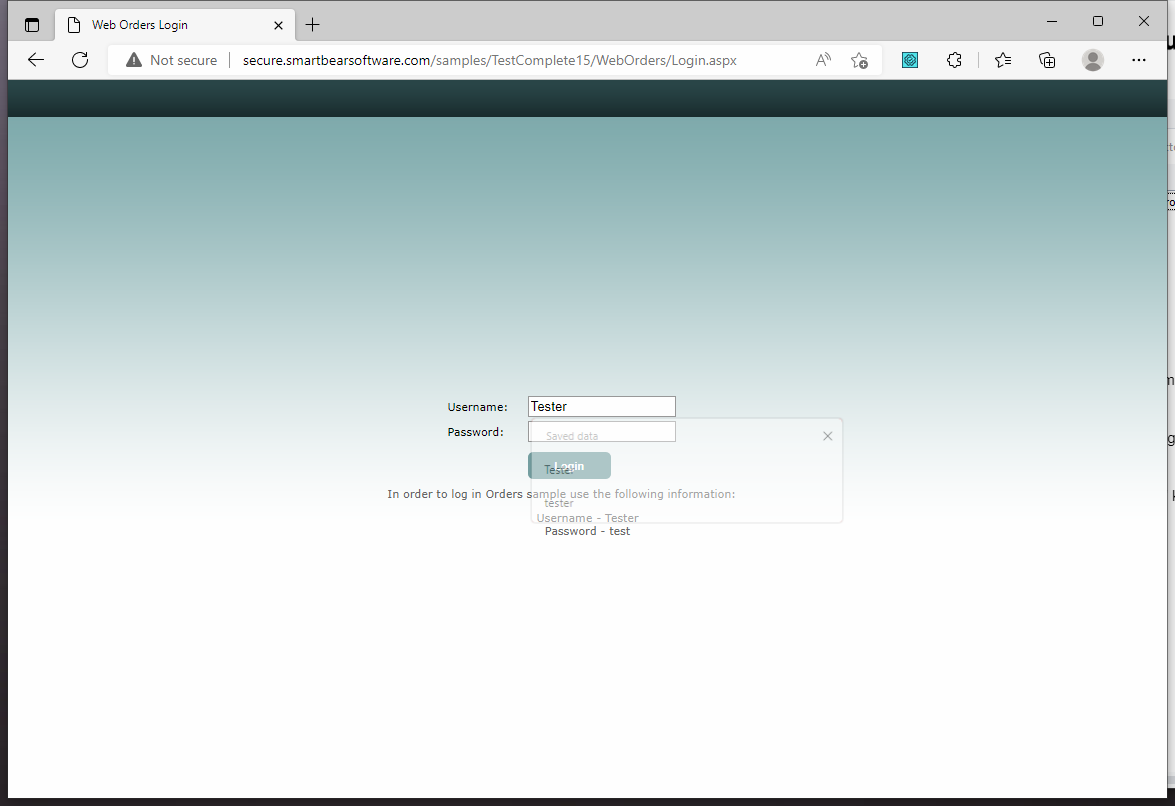 Web Orders Login
Not secure
secure.smartbearsoftware.com/samples/TestComplete15/WebOrders/Login.aspx
Username:
Tester
Password:
Saved data
Tester
Login
In order to log in Orders sample use the following information:
tester
Username - Tester
Password - test